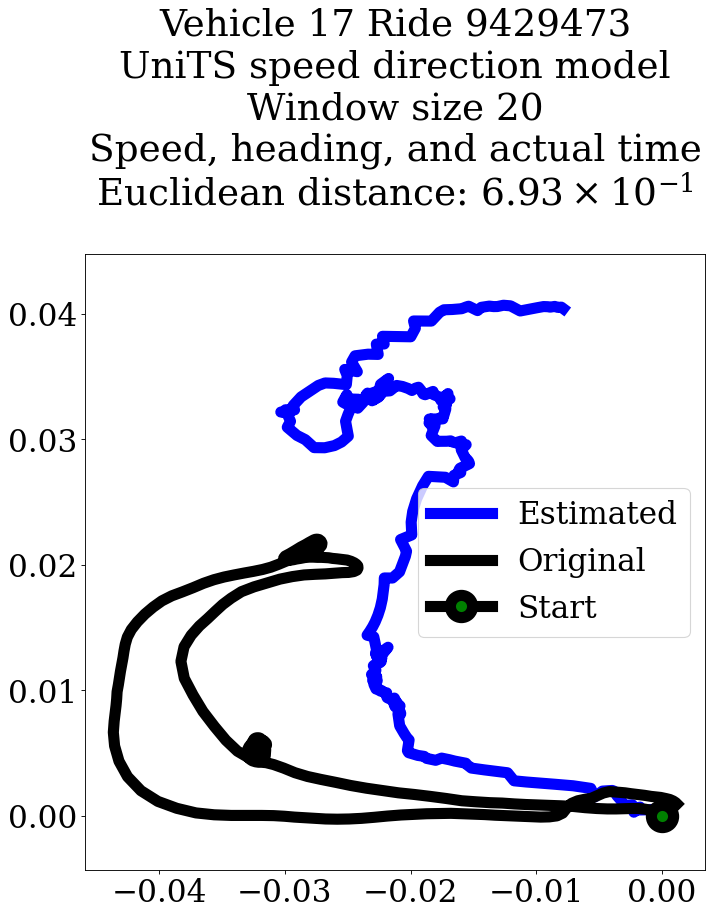 Vehicle 17 Ride 9429473
UniTS speed direction model
Window size 20
Speed, heading, and actual time
Euclidean distance: 6.93 × 10⁻¹
0.04
0.03
0.02
0.01
0.00
Estimated
Original
Start
−0.04 −0.03 −0.02 −0.01 0.00